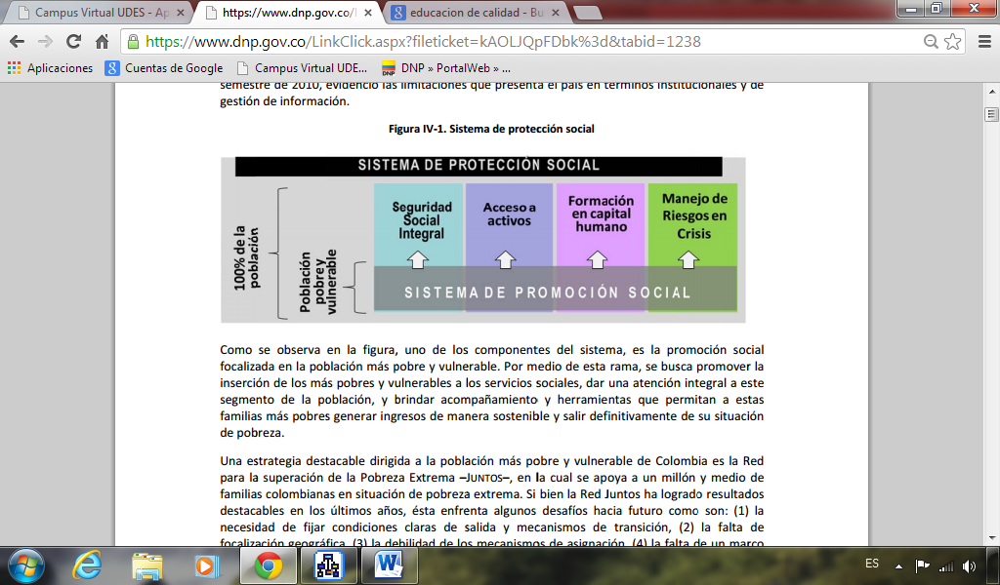 Campus Virtual UDES - Ap
https://www.dnp.gov.co/
educacion de calidad - Bu
https://www.dnp.gov.co/LinkClick.aspx?fileticket=kAOLJQpFDbk%3d&tabid=1238
Aplicaciones
Cuentas de Google
Campus Virtual UDE...
DNP » PortalWeb » ...
semestre de 2010, evidenció las limitaciones que presenta el país en términos institucionales y de
gestión de información.
Figura IV-1. Sistema de protección social
SISTEMA DE PROTECCIÓN SOCIAL
100% de la
población
Población
pobre y
vulnerable
Seguridad
Social
Integral
Acceso a
activos
Formación
en capital
humano
Manejo de
Riesgos en
Crisis
SISTEMA DE PROMOCIÓN SOCIAL
Como se observa en la figura, uno de los componentes del sistema, es la promoción social
focalizada en la población más pobre y vulnerable. Por medio de esta rama, se busca promover la
inserción de los más pobres y vulnerables a los servicios sociales, dar una atención integral a este
segmento de la población, y brindar acompañamiento y herramientas que permitan a estas
familias más pobres generar ingresos de manera sostenible y salir definitivamente de su situación
de pobreza.
Una estrategia destacable dirigida a la población más pobre y vulnerable de Colombia es la Red
para la superación de la Pobreza Extrema –JUNTOS–, en la cual se apoya a un millón y medio de
familias colombianas en situación de pobreza extrema. Si bien la Red Juntos ha logrado resultados
destacables en los últimos años, ésta enfrenta algunos desafíos hacia futuro como son: (1) la
necesidad de fijar condiciones claras de salida y mecanismos de transición, (2) la falta de
focalización geográfica, (3) la debilidad de los mecanismos de asignación, (4) la falta de un marco
ES